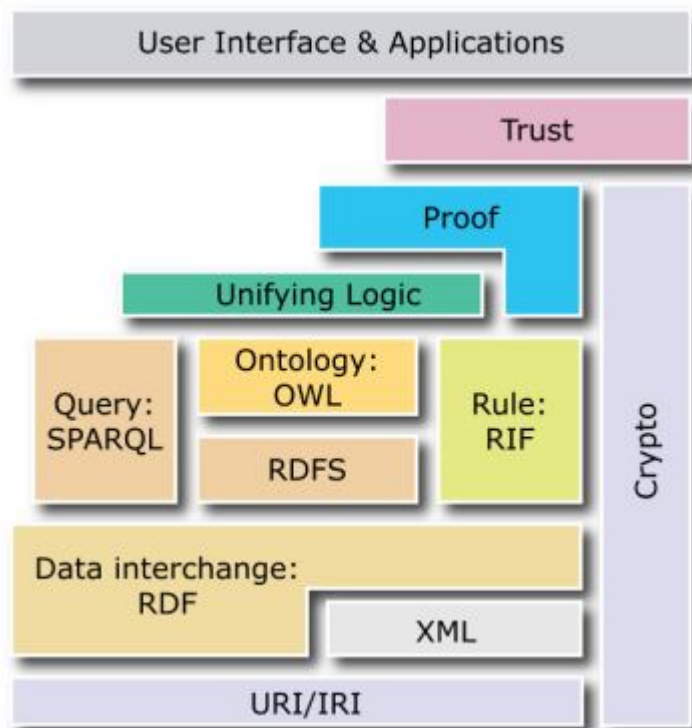 User Interface & Applications
Trust
Proof
Unifying Logic
Query:
SPARQL
Ontology:
OWL
RDFS
Rule:
RIF
Crypto
Data interchange:
RDF
XML
URI/IRI